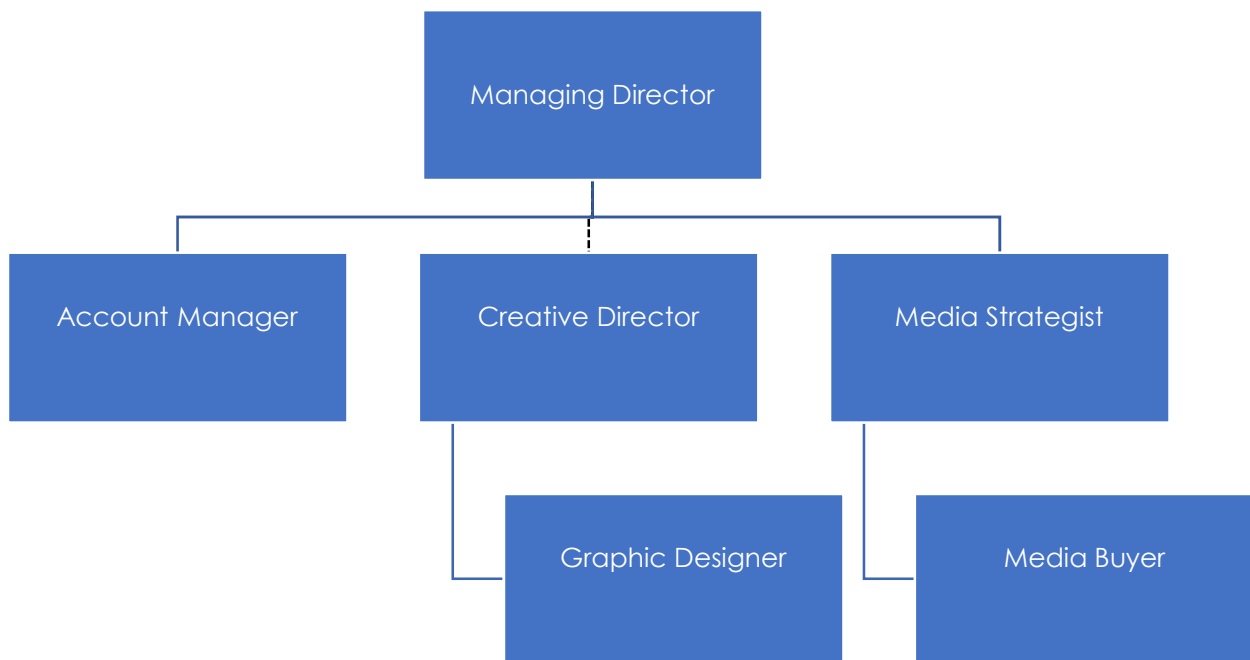 Managing Director
Account Manager
Creative Director
Media Strategist
Graphic Designer
Media Buyer